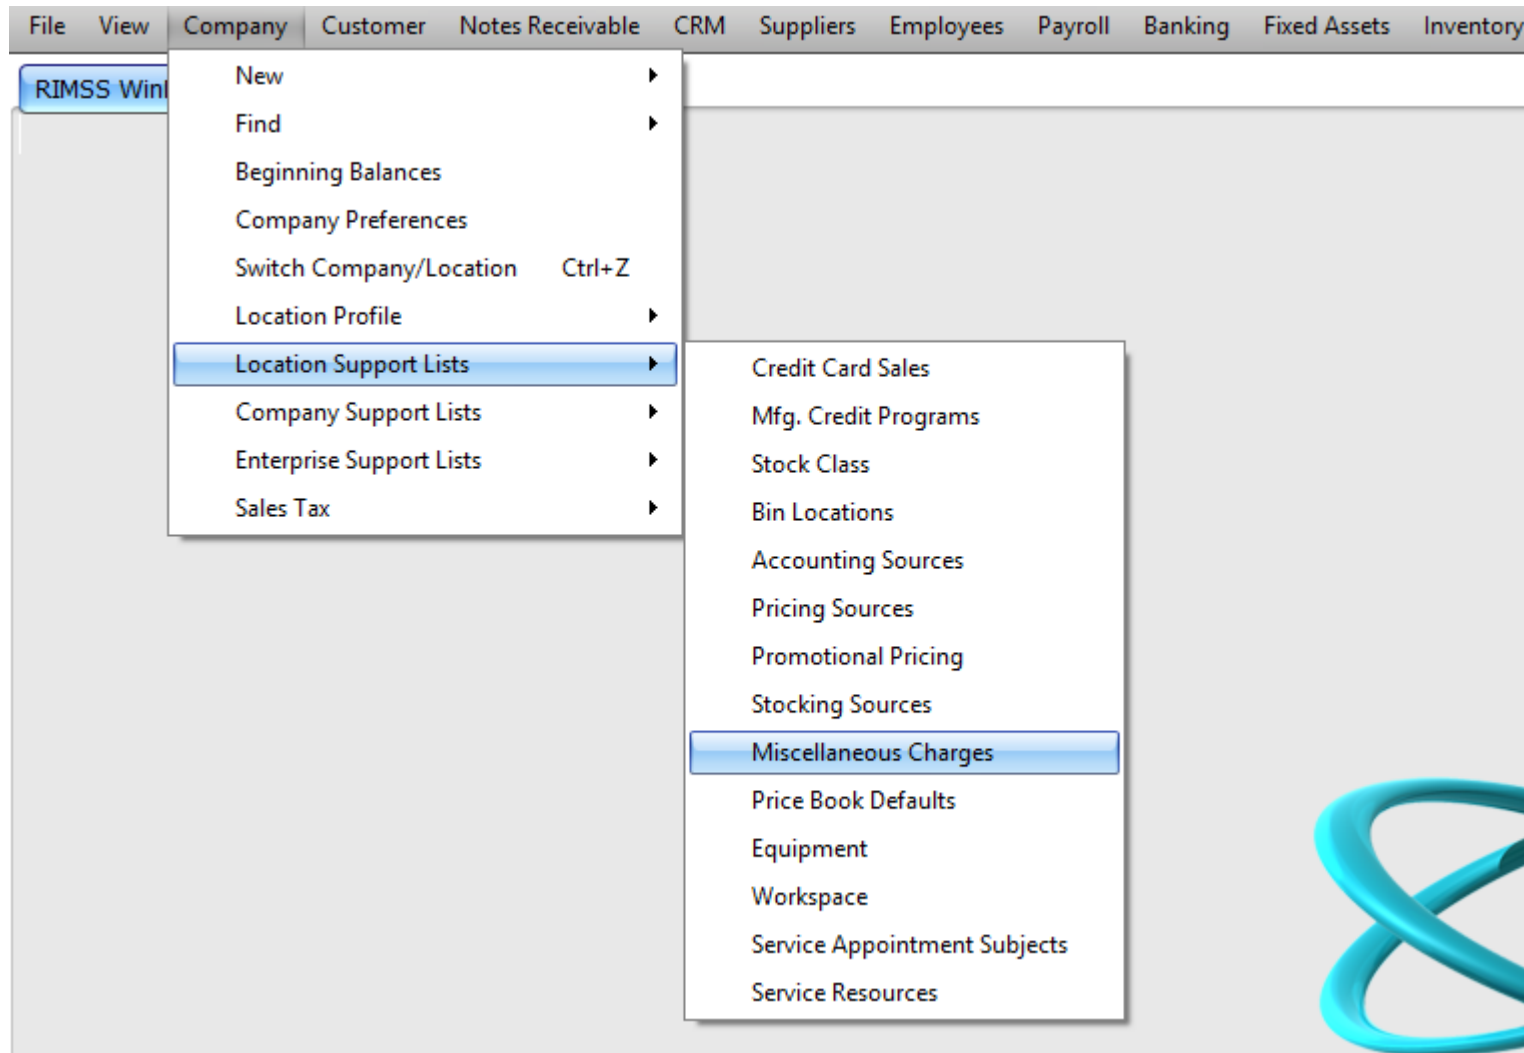 File View Company Customer Notes Receivable CRM Suppliers Employees Payroll Banking Fixed Assets Inventory
RIMSS
New
Find
Beginning Balances
Company Preferences
Switch Company/Location Ctrl+Z
Location Profile
Location Support Lists
Company Support Lists
Enterprise Support Lists
Sales Tax
Credit Card Sales
Mfg. Credit Programs
Stock Class
Bin Locations
Accounting Sources
Pricing Sources
Promotional Pricing
Stocking Sources
Miscellaneous Charges
Price Book Defaults
Equipment
Workspace
Service Appointment Subjects
Service Resources